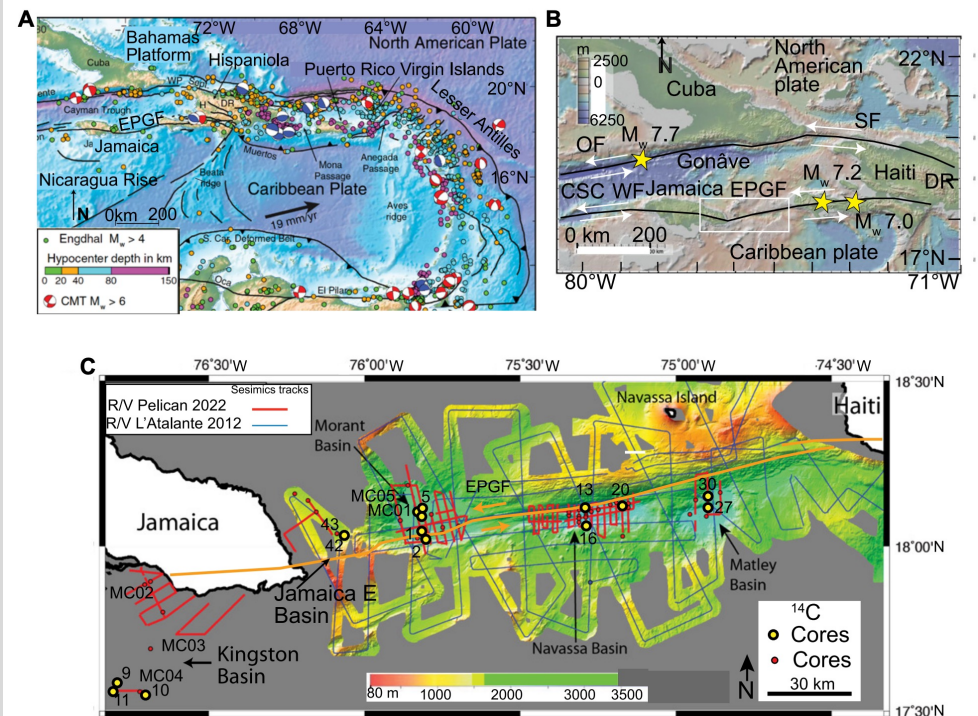 A
72°W
68°W
64°W
60°W
Bahamas
Platform
North American Plate
Cuba
Hispaniola
Puerto Rico
Virgin Islands
20°N
Lesser Antilles
Cayman Trough
EPGF
DR
H
Jamaica
Muertos
Mona
Passage
Anegada
Passage
16°N
Nicaragua Rise
Beata
ridge
Caribbean Plate
Aves
ridge
N
0km 200
19 mm/yr
S. Car. Deformed Belt
Oca
El Pilar
Engdhal Mw > 4
Hypocenter depth in km
0 20 40 80 150
CMT Mw > 6
B
m
2500
0
6250
N
Cuba
North
American
plate
22°N
SF
OF
Mw 7.7
Gonâve
Mw 7.2
Haiti
DR
CSC WF Jamaica EPGF
Mw 7.0
0 km 200
Caribbean plate
17°N
80°W
71°W
C
76°30'W
76°00'W
75°30'W
75°00'W
74°30'W
18°30'N
Sesimics tracks
R/V Pelican 2022
R/V L'Atalante 2012
Navassa Island
Haiti
Morant
Basin
EPGF
MC05
MC01
5
1
2
13
20
30
27
16
Jamaica
43
42
18°00'N
Matley
Basin
Jamaica E
Basin
MC02
Navassa Basin
MC03
Kingston
Basin
9
MC04
10
11
14C
Cores
Cores
30 km
N
80 m 1000 2000 3000 3500
17°30'N